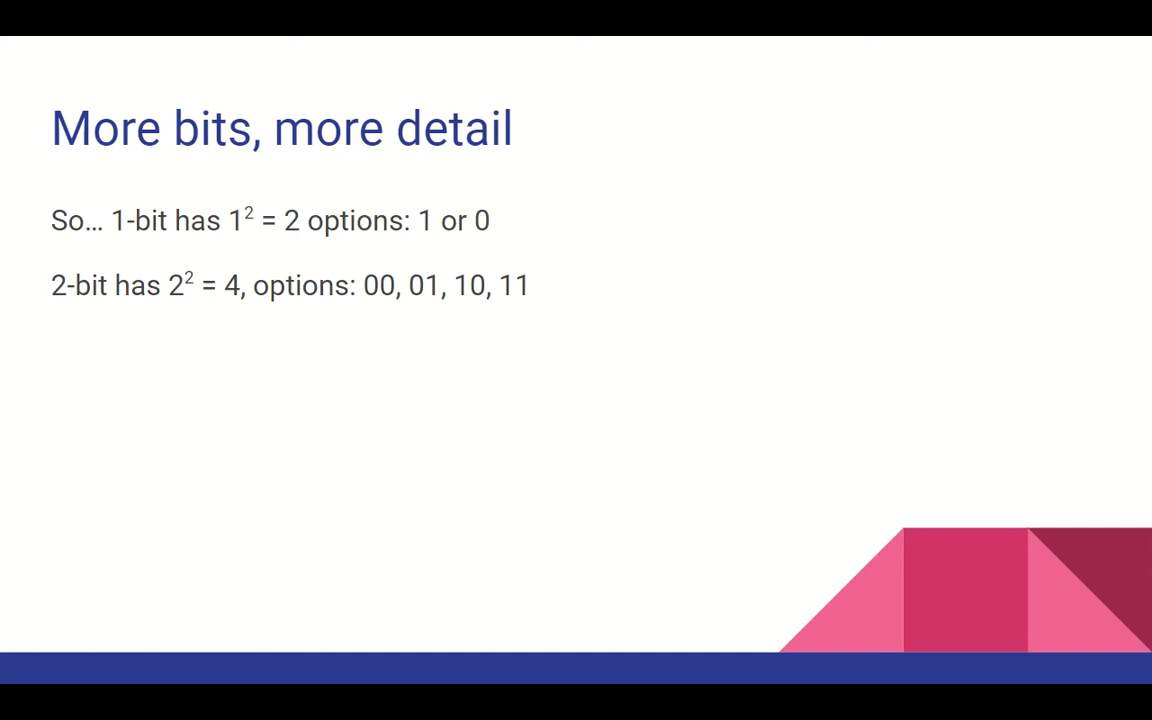 More bits, more detail
So… 1-bit has 1² = 2 options: 1 or 0
2-bit has 2² = 4, options: 00, 01, 10, 11